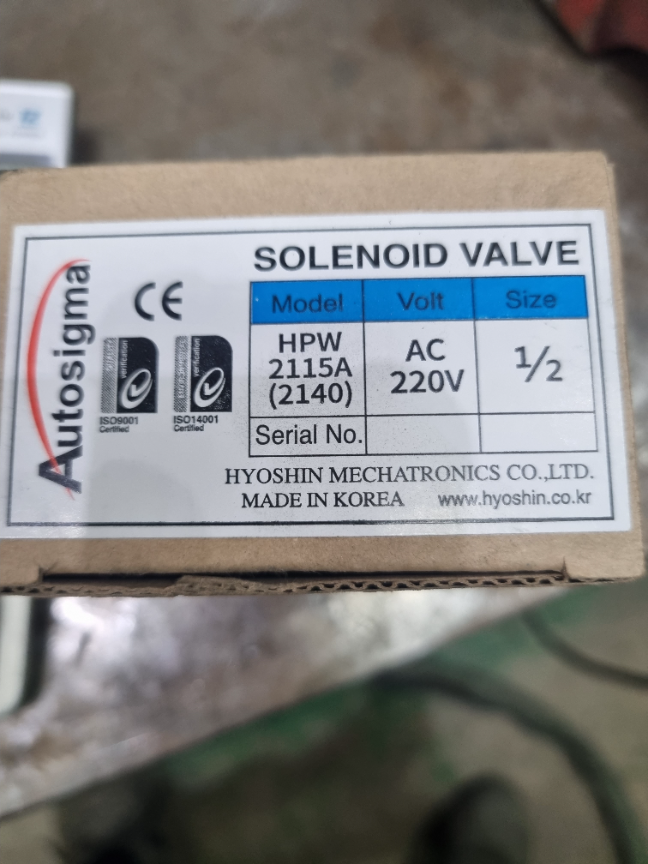 Autosigma
CE
ISO9001
Certified
ISO14001
Certified
SOLENOID VALVE
Model Volt Size
HPW
2115A
(2140)
AC
220V
1/2
Serial No.
HYOSHIN MECHATRONICS CO.,LTD.
MADE IN KOREA www.hyoshin.co.kr